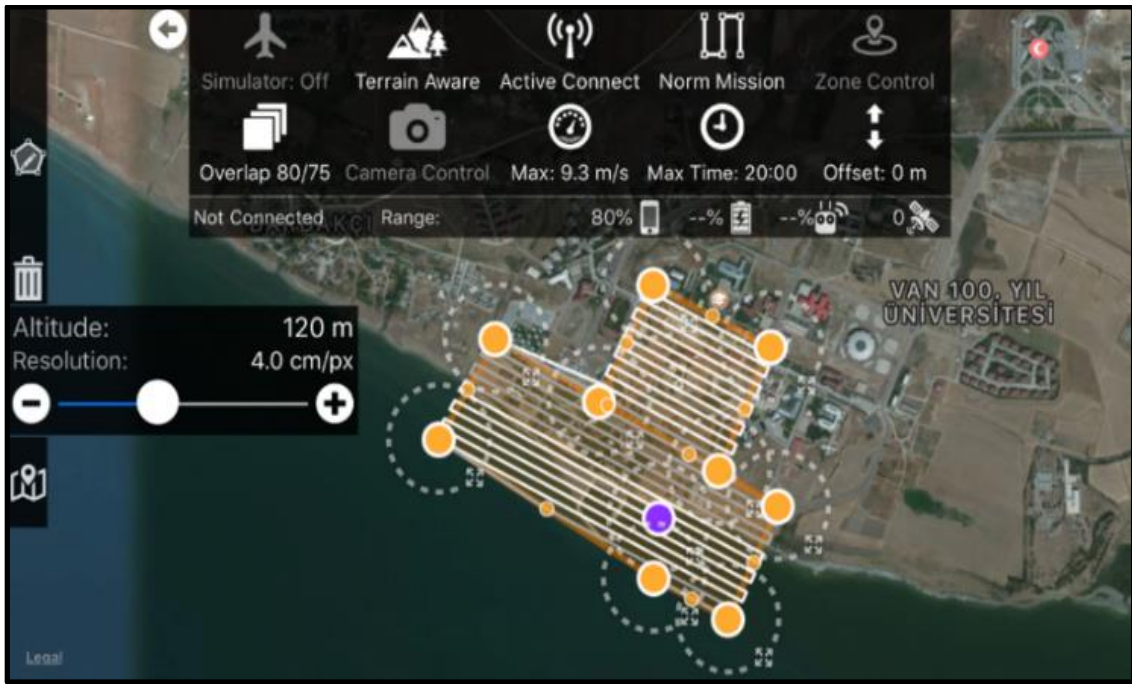 Simulator: Off Terrain Aware Active Connect Norm Mission Zone Control
Overlap 80/75 Camera Control Max: 9.3 m/s Max Time: 20:00 Offset: 0 m
Not Connected Range: 80% --% --% 0
VAN 100. YIL
ÜNİVERSİTESİ
Altitude: 120 m
Resolution: 4.0 cm/px
Legal